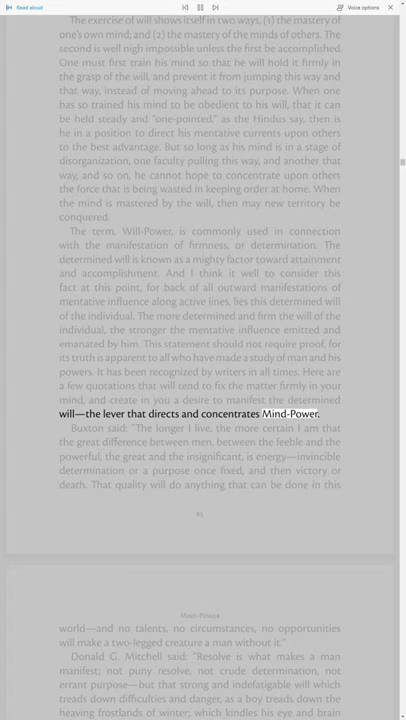 Read aloud
Voice options
The exercise of will shows itself in two ways, (1) the mastery of
one's own mind; and (2) the mastery of the minds of others. The
second is well nigh impossible unless the first be accomplished.
One must first train his mind so that he will hold it firmly in
the grasp of the will, and prevent it from jumping this way and
that way, instead of moving ahead to its purpose. When one
has so trained his mind to be obedient to his will, that it can
be held steady and "one-pointed," as the Hindus say, then is
he in a position to direct his mentative currents upon others
to the best advantage. But so long as his mind is in a stage of
disorganization, one faculty pulling this way, and another that
way, and so on, he cannot hope to concentrate upon others
the force that is being wasted in keeping order at home. When
the mind is mastered by the will, then may new territory be
conquered.
The term, Will-Power, is commonly used in connection
with the manifestation of firmness, or determination. The
determined will is known as a mighty factor toward attainment
and accomplishment. And I think it well to consider this
fact at this point, for back of all outward manifestations of
mentative influence along active lines, lies this determined will
of the individual. The more determined and firm the will of the
individual, the stronger the mentative influence emitted and
emanated by him. This statement should not require proof, for
its truth is apparent to all who have made a study of man and his
powers. It has been recognized by writers in all times. Here are
a few quotations that will tend to fix the matter firmly in your
mind, and create in you a desire to manifest the determined
will—the lever that directs and concentrates Mind-Power.
Buxton said: "The longer I live, the more certain I am that
the great difference between men, between the feeble and the
powerful, the great and the insignificant, is energy—invincible
determination or a purpose once fixed, and then victory or
death. That quality will do anything that can be done in this
Mind-Power
world—and no talents, no circumstances, no opportunities
will make a two-legged creature a man without it."
Donald G. Mitchell said: "Resolve is what makes a man
manifest; not puny resolve, not crude determination, not
errant purpose—but that strong and indefatigable will which
treads down difficulties and danger, as a boy treads down the
heaving frostlands of winter; which kindles his eye and brain